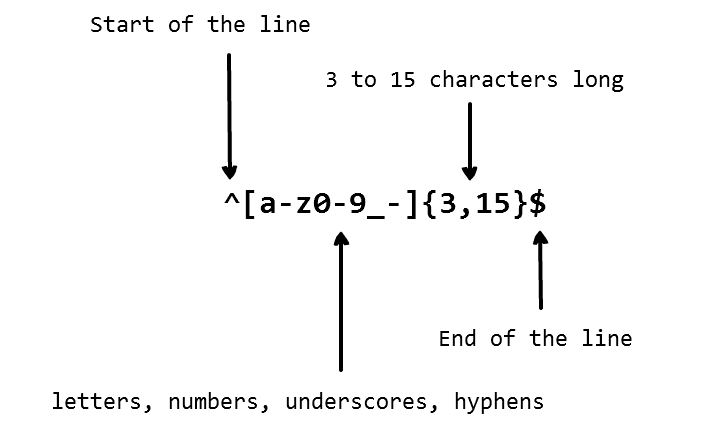 Start of the line
3 to 15 characters long
^[a-z0-9_-]{3,15}$
End of the line
letters, numbers, underscores, hyphens